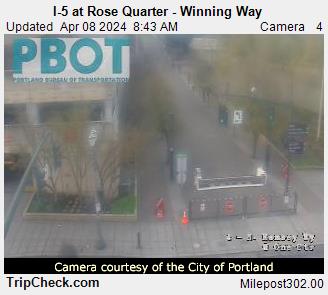 I-5 at Rose Quarter - Winning Way
Updated Apr 08 2024 8:43 AM Camera 4
PBOT
PORTLAND BUREAU OF TRANSPORTATION
Camera courtesy of the City of Portland
TripCheck.com Milepost302.00